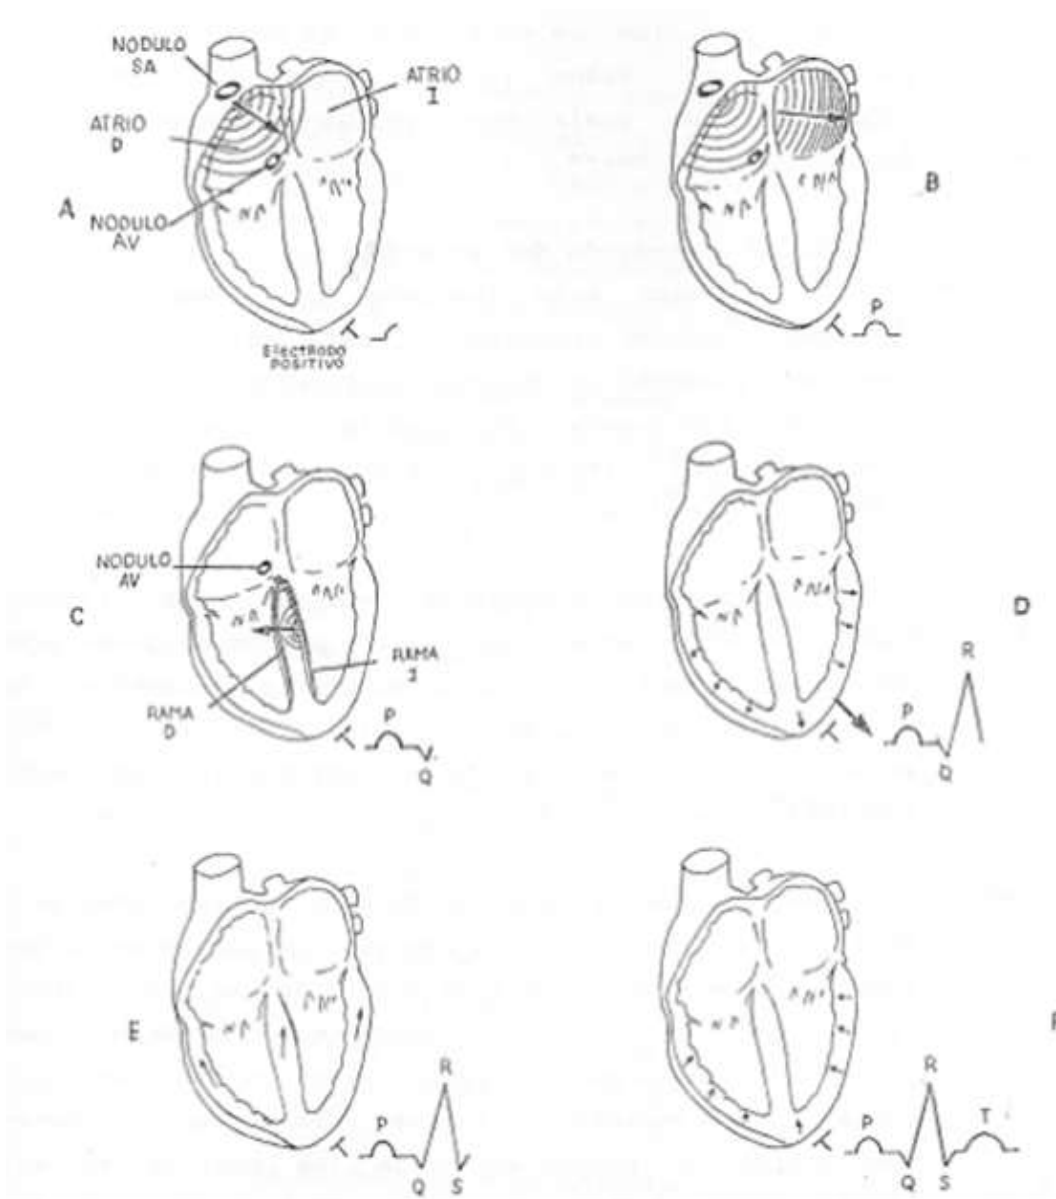 NODULO
SA
ATRIO
I
ATRIO
D
A
NODULO
AV
ELECTRODO
POSITIVO
B
P
NODULO
AV
C
RAMA
I
RAMA
D
P
Q
D
R
P
Q
E
R
P
Q S
F
R
P
T
Q S